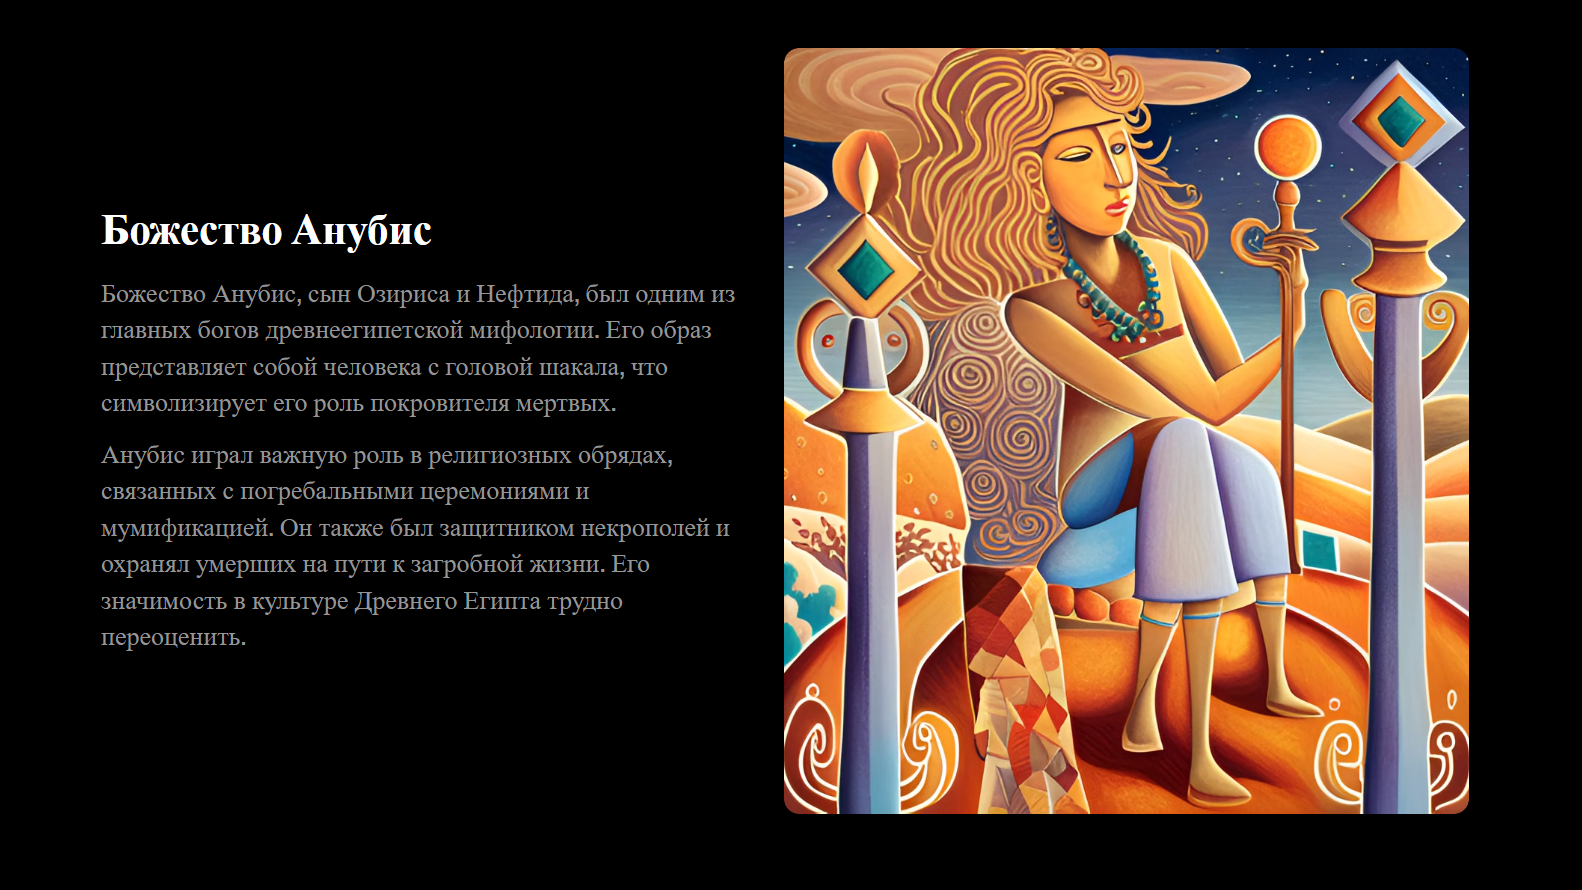 Божество Анубис
Божество Анубис, сын Озириса и Нефтида, был одним из
главных богов древнеегипетской мифологии. Его образ
представляет собой человека с головой шакала, что
символизирует его роль покровителя мертвых.
Анубис играл важную роль в религиозных обрядах,
связанных с погребальными церемониями и
мумификацией. Он также был защитником некрополей и
охранял умерших на пути к загробной жизни. Его
значимость в культуре Древнего Египта трудно
переоценить.